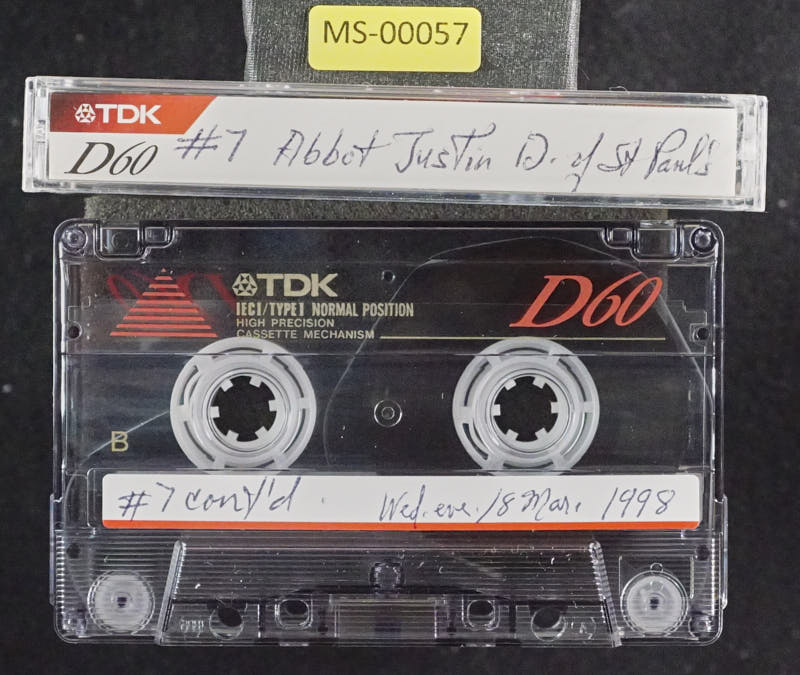 MS-00057
TDK
D60 #7 Abbot Justin D. of St Paul's
TDK
IECI/TYPE I NORMAL POSITION
HIGH PRECISION
CASSETTE MECHANISM
D60
B
#7 cont'd. Wed. eve. 18 Mar. 1998